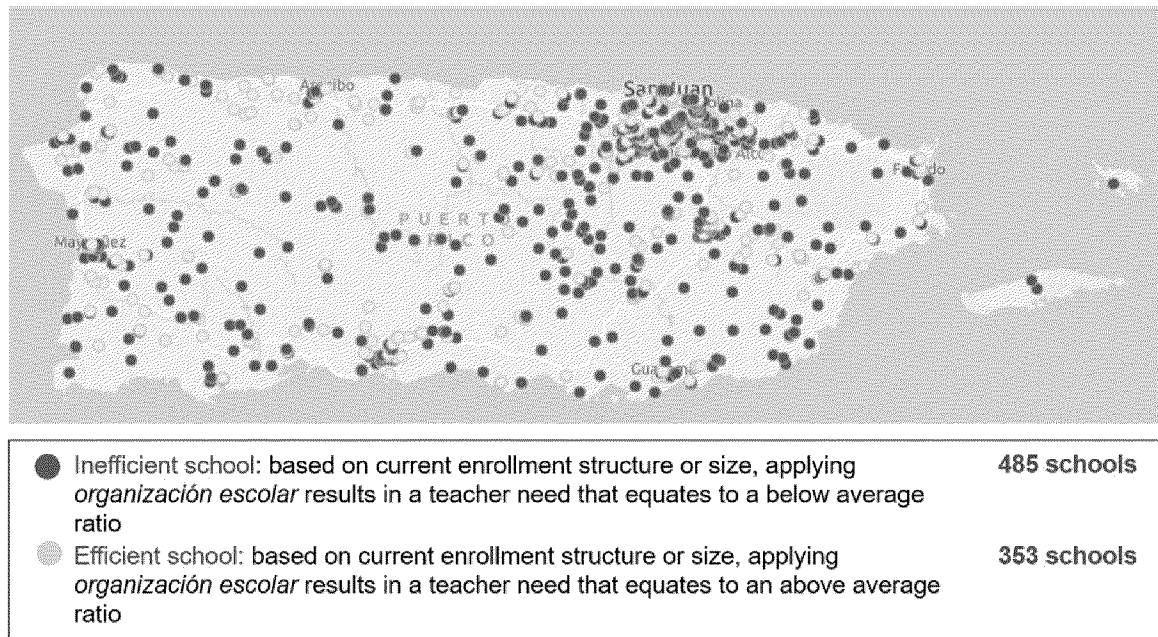 San Juan
PUERTO
RICO
Inefficient school: based on current enrollment structure or size, applying 485 schools
organización escolar results in a teacher need that equates to a below average
ratio
Efficient school: based on current enrollment structure or size, applying 353 schools
organización escolar results in a teacher need that equates to an above average
ratio